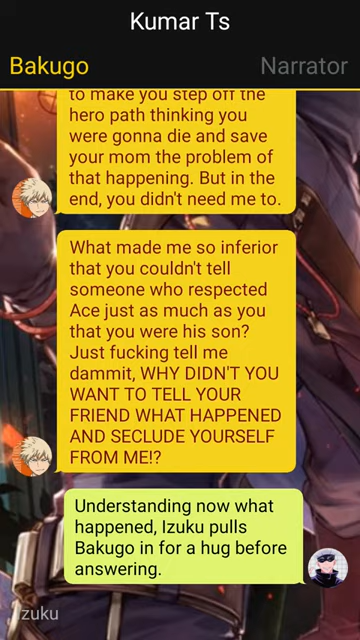 Kumar Ts
Bakugo
Narrator
to make you step off the
hero path thinking you
were gonna die and save
your mom the problem of
that happening. But in the
end, you didn't need me to.
What made me so inferior
that you couldn't tell
someone who respected
Ace just as much as you
that you were his son?
Just fucking tell me
dammit, WHY DIDN'T YOU
WANT TO TELL YOUR
FRIEND WHAT HAPPENED
AND SECLUDE YOURSELF
FROM ME!?
Understanding now what
happened, Izuku pulls
Bakugo in for a hug before
answering.
Izuku